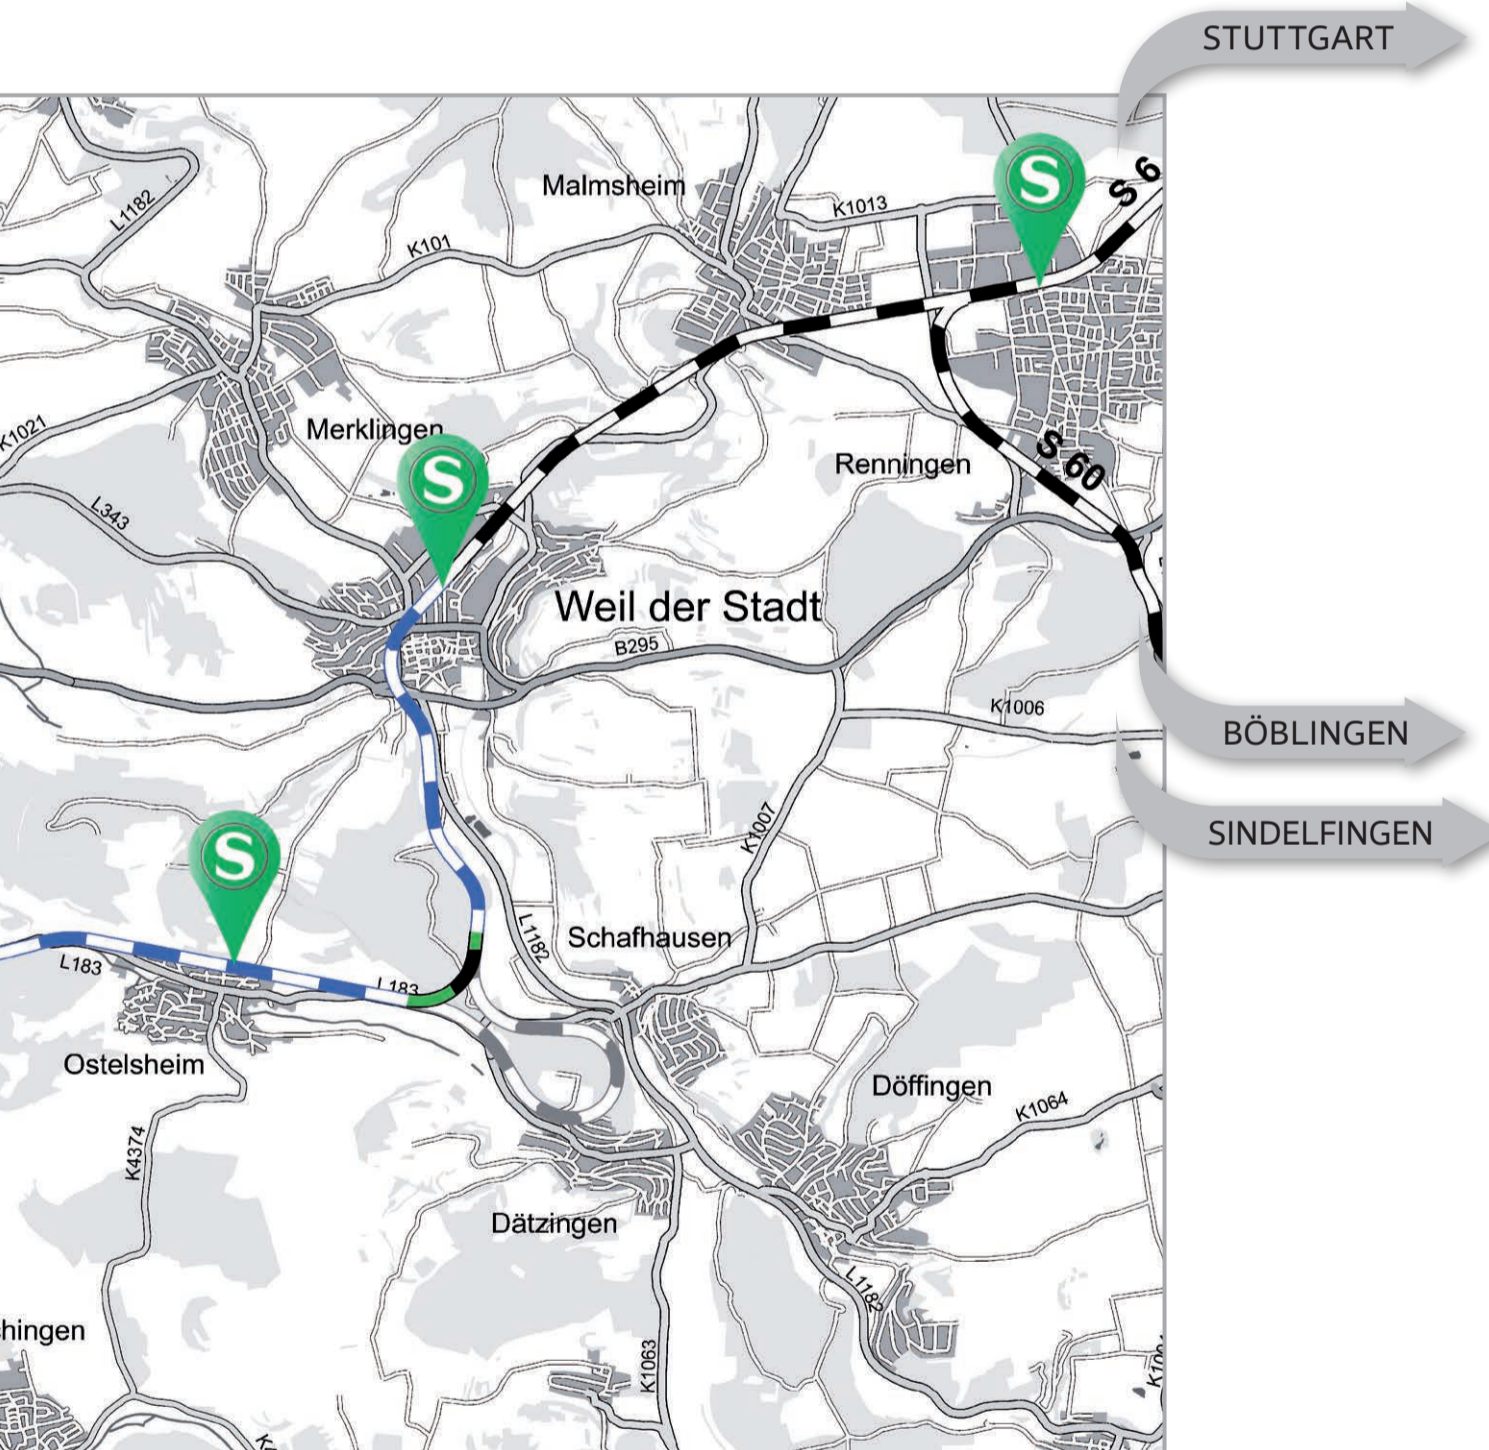 STUTTGART
S 6
S
Malmsheim
K1013
L1182
K101
Merklingen
K1021
S
Renningen
S 60
L343
Weil der Stadt
B295
K1006
BÖBLINGEN
SINDELFINGEN
K1007
S
L1182
Schafhausen
L183
L183
Ostelsheim
Döffingen
K1064
K4374
Dätzingen
L1182
hingen
K1063